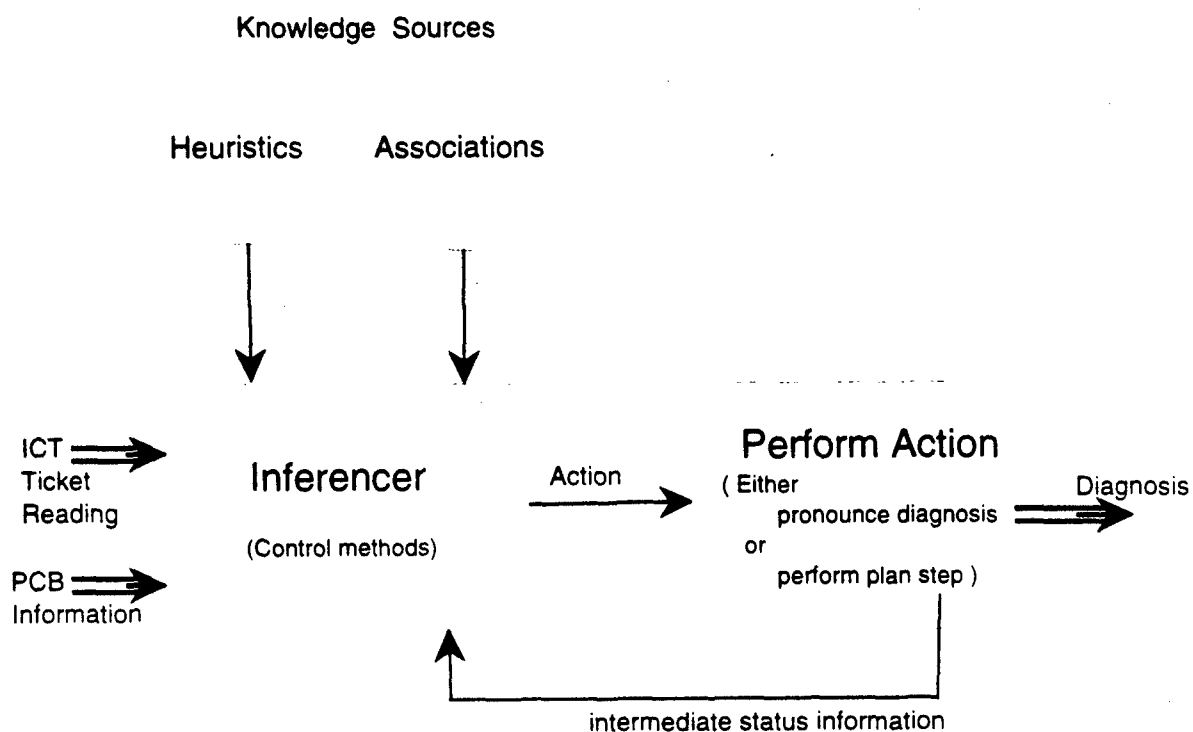 Knowledge Sources
Heuristics
Associations
ICT
Ticket
Reading
PCB
Information
Inferencer
(Control methods)
Action
Perform Action
( Either
pronounce diagnosis
or
perform plan step )
Diagnosis
intermediate status information